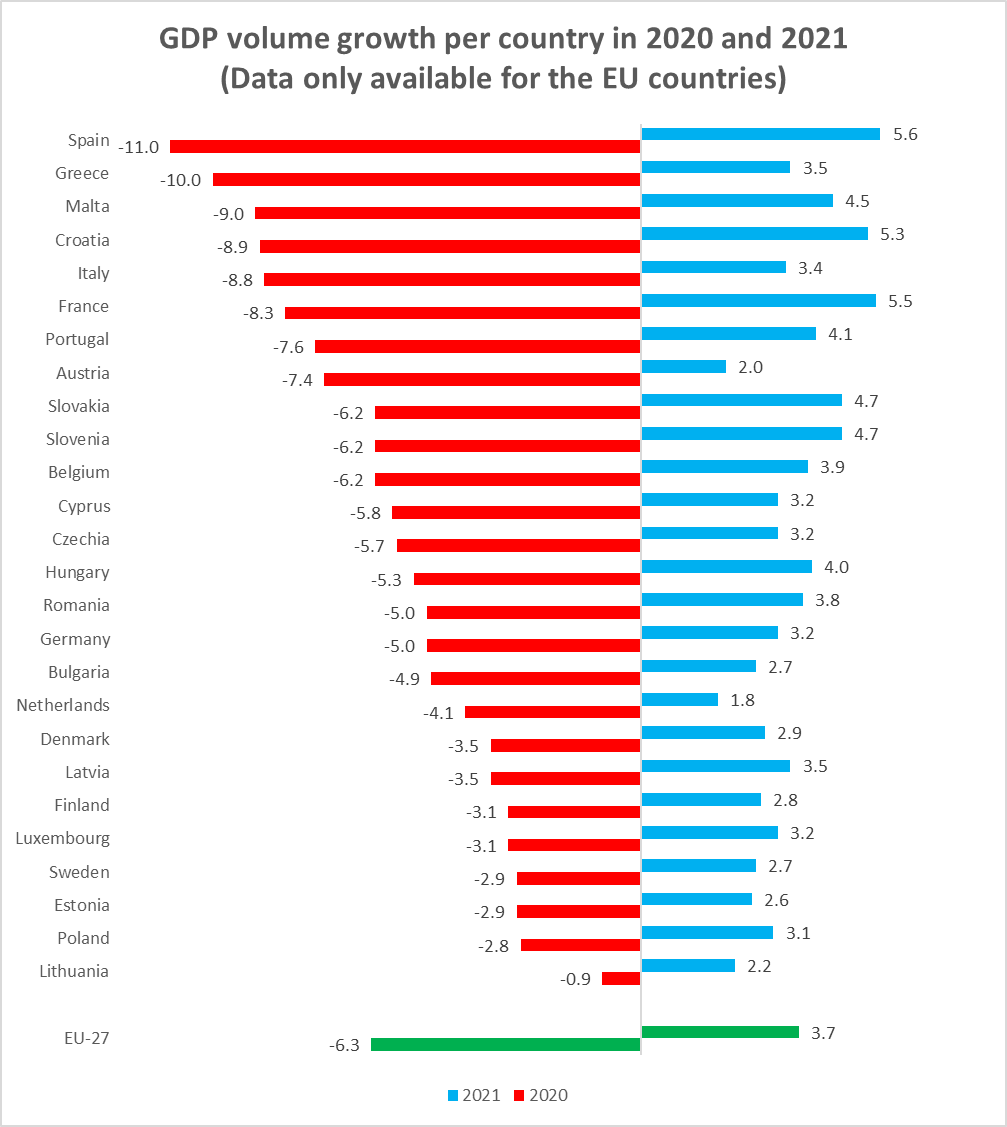 GDP volume growth per country in 2020 and 2021
(Data only available for the EU countries)
Spain -11.0 5.6
Greece -10.0 3.5
Malta -9.0 4.5
Croatia -8.9 5.3
Italy -8.8 3.4
France -8.3 5.5
Portugal -7.6 4.1
Austria -7.4 2.0
Slovakia -6.2 4.7
Slovenia -6.2 4.7
Belgium -6.2 3.9
Cyprus -5.8 3.2
Czechia -5.7 3.2
Hungary -5.3 4.0
Romania -5.0 3.8
Germany -5.0 3.2
Bulgaria -4.9 2.7
Netherlands -4.1 1.8
Denmark -3.5 2.9
Latvia -3.5 3.5
Finland -3.1 2.8
Luxembourg -3.1 3.2
Sweden -2.9 2.7
Estonia -2.9 2.6
Poland -2.8 3.1
Lithuania -0.9 2.2
EU-27 -6.3 3.7
2021 2020